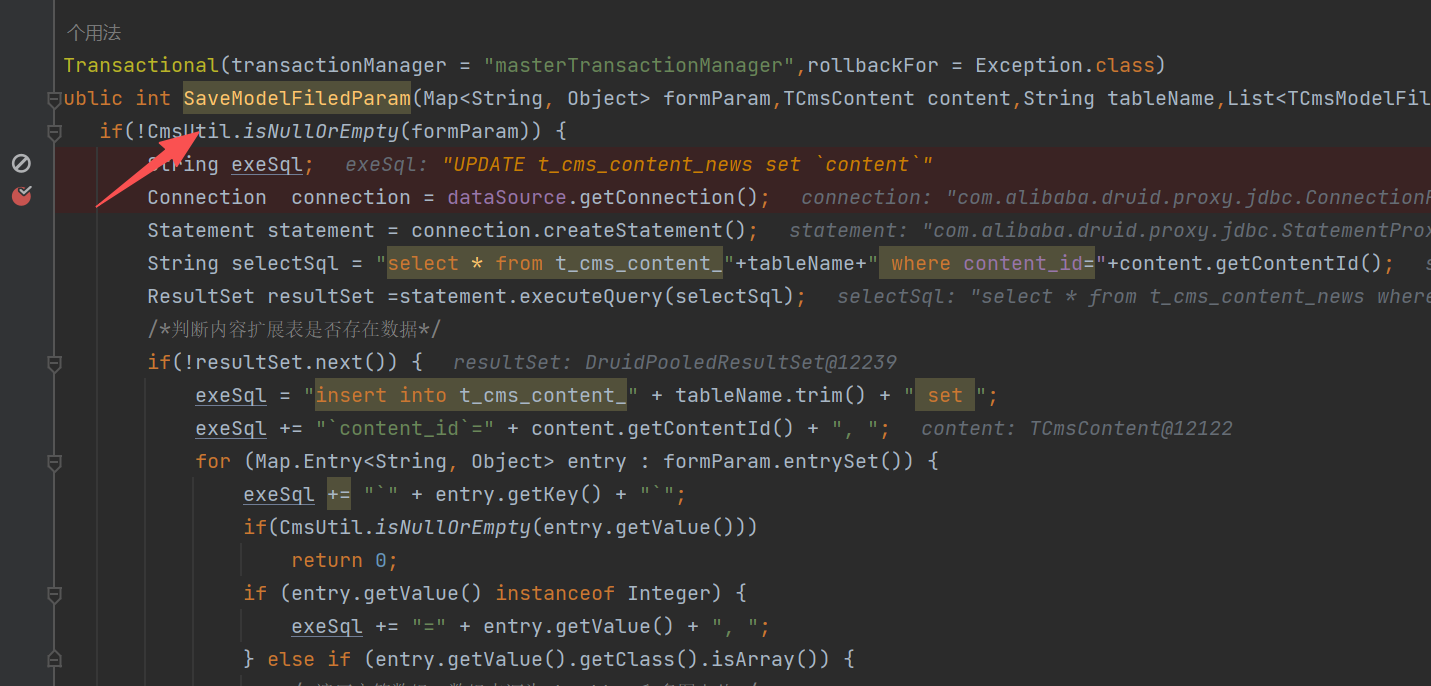 个用法
Transactional(transactionManager = "masterTransactionManager",rollbackFor = Exception.class)
ublic int SaveModelFiledParam(Map<String, Object> formParam,TCmsContent content,String tableName,List<TCmsModelFil
if(!CmsUtil.isNullOrEmpty(formParam)) {
String exeSql; exeSql: "UPDATE t_cms_content_news set `content`"
Connection connection = dataSource.getConnection(); connection: "com.alibaba.druid.proxy.jdbc.ConnectionP
Statement statement = connection.createStatement(); statement: "com.alibaba.druid.proxy.jdbc.StatementProx
String selectSql = "select * from t_cms_content_"+tableName+" where content_id="+content.getContentId(); s
ResultSet resultSet =statement.executeQuery(selectSql); selectSql: "select * from t_cms_content_news where
/*判断内容扩展表是否存在数据*/
if(!resultSet.next()) { resultSet: DruidPooledResultSet@12239
exeSql = "insert into t_cms_content_" + tableName.trim() + " set ";
exeSql += "`content_id`=" + content.getContentId() + ", "; content: TCmsContent@12122
for (Map.Entry<String, Object> entry : formParam.entrySet()) {
exeSql += "`" + entry.getKey() + "`";
if(CmsUtil.isNullOrEmpty(entry.getValue()))
return 0;
if (entry.getValue() instanceof Integer) {
exeSql += "=" + entry.getValue() + ", ";
} else if (entry.getValue().getClass().isArray()) {